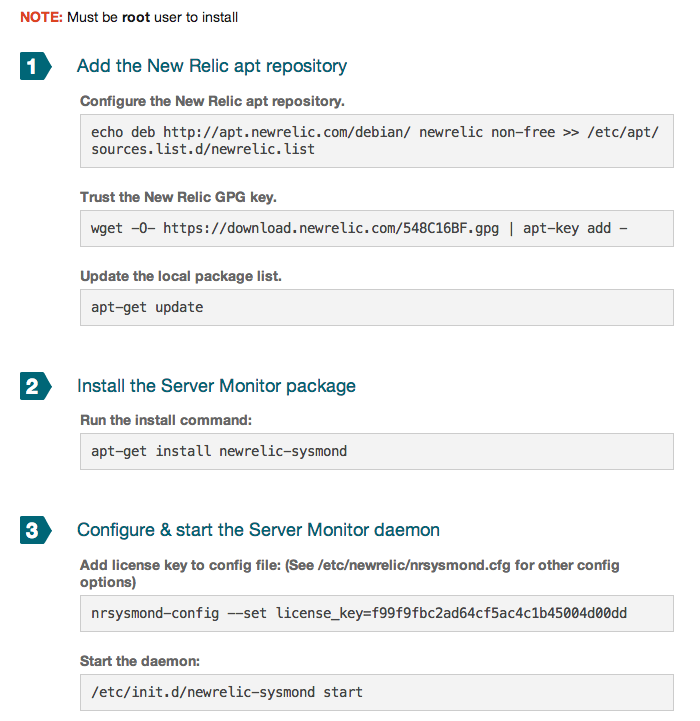 NOTE: Must be root user to install
1 Add the New Relic apt repository
Configure the New Relic apt repository.
echo deb http://apt.newrelic.com/debian/ newrelic non-free >> /etc/apt/
sources.list.d/newrelic.list
Trust the New Relic GPG key.
wget -O- https://download.newrelic.com/548C16BF.gpg | apt-key add -
Update the local package list.
apt-get update
2 Install the Server Monitor package
Run the install command:
apt-get install newrelic-sysmond
3 Configure & start the Server Monitor daemon
Add license key to config file: (See /etc/newrelic/nrsysmond.cfg for other config
options)
nrsysmond-config --set license_key=f99f9fbc2ad64cf5ac4c1b45004d00dd
Start the daemon:
/etc/init.d/newrelic-sysmond start